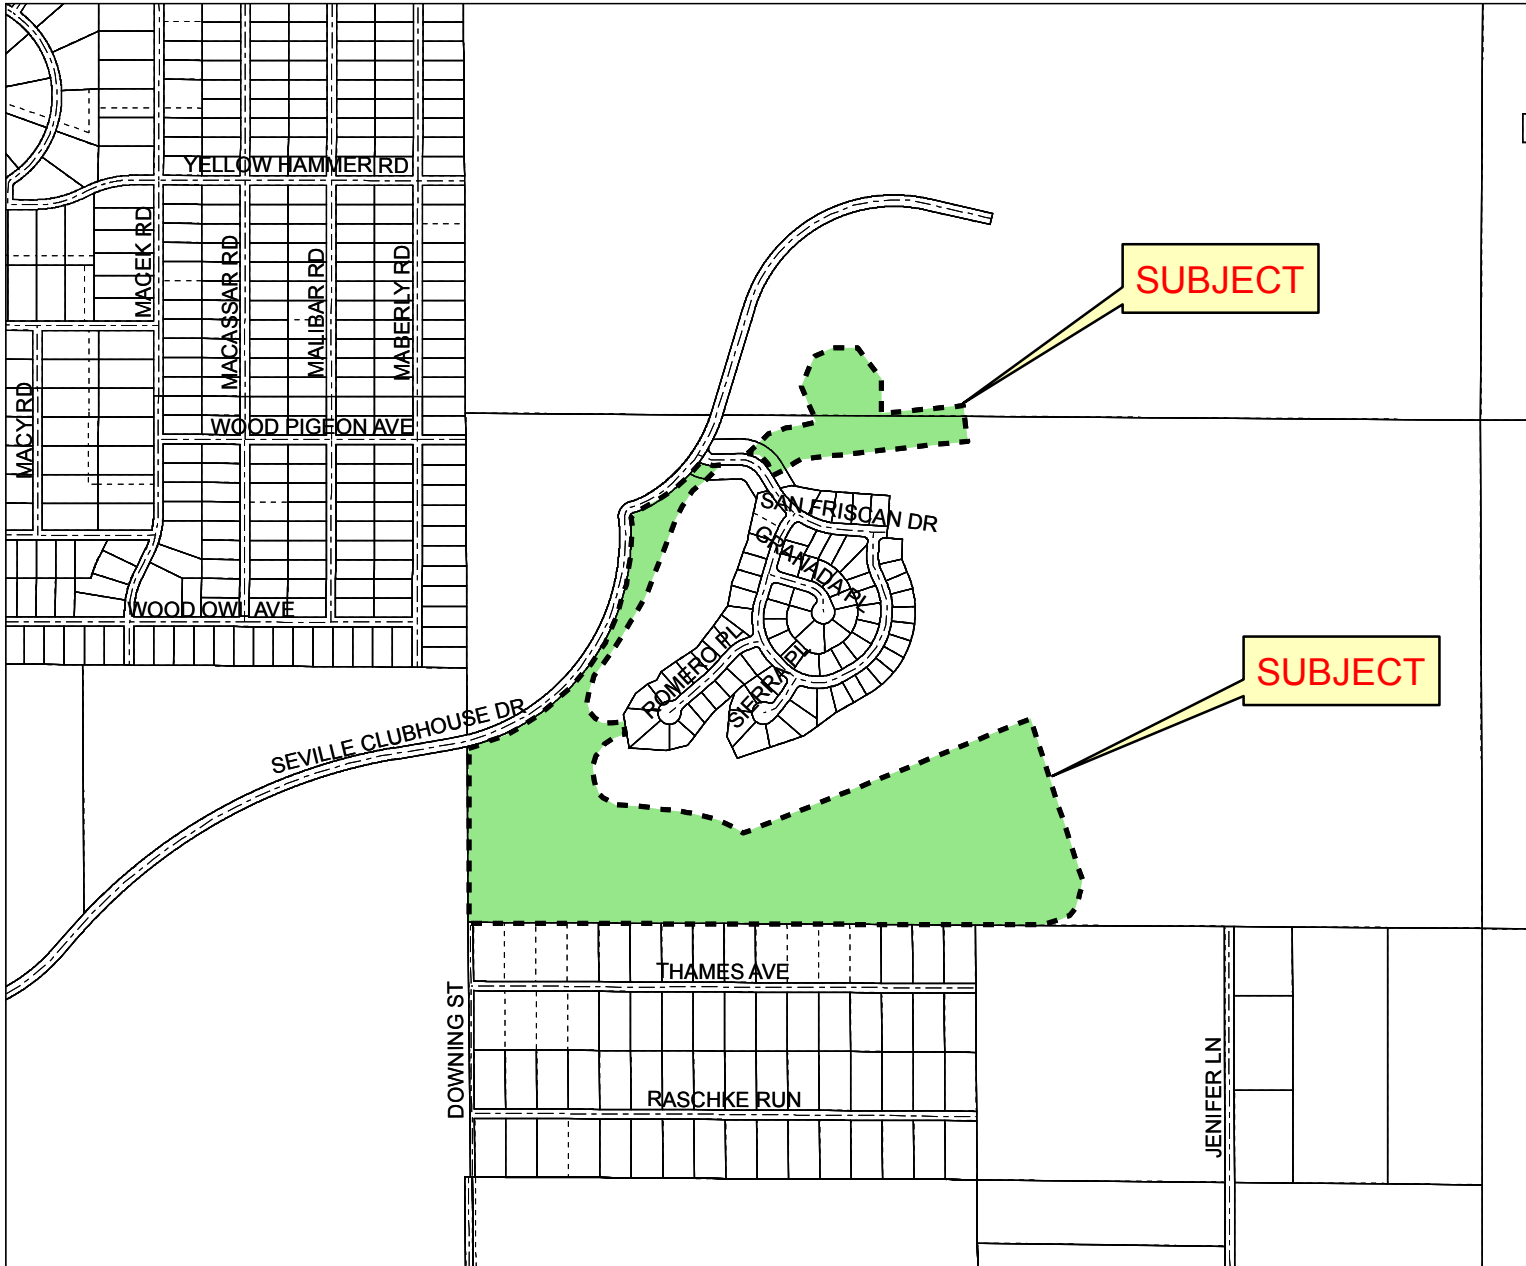 YELLOW HAMMER RD
MACEK RD
MACASSAR RD
MALIBAR RD
MABERLY RD
SUBJECT
MACY RD
WOOD PIGEON AVE
SAN FRISCAN DR
GRANADA PL
WOOD OWL AVE
ROMERO PL
SIERRA PL
SUBJECT
SEVILLE CLUBHOUSE DR
THAMES AVE
DOWNING ST
RASCHKE RUN
JENIFER LN